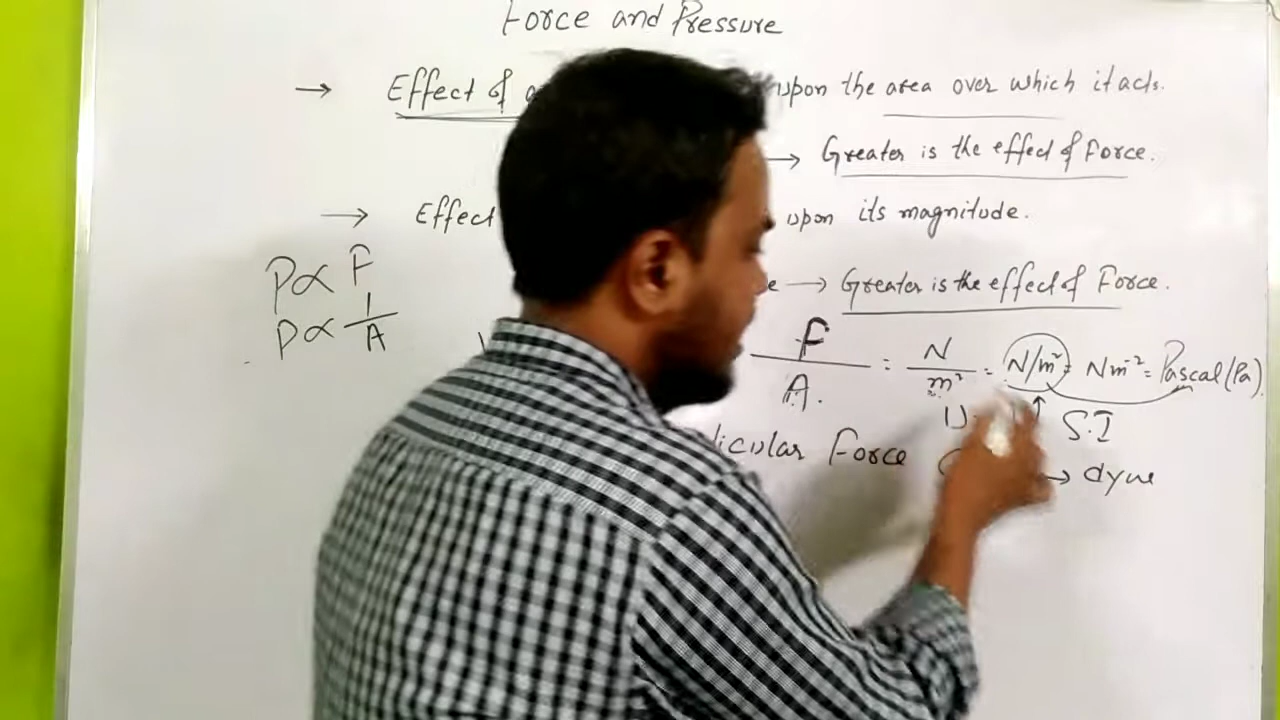 Force and Pressure
→ Effect of a upon the area over which it acts.
→ Greater is the effect of Force.
→ Effect upon its magnitude.
P ∝ F
e → Greater is the effect of Force.
P ∝ 1/A
F/A. = N/m² = N/m² = Nm⁻² = Pascal (Pa)
U ↑ S.I
dicular Force → dyne